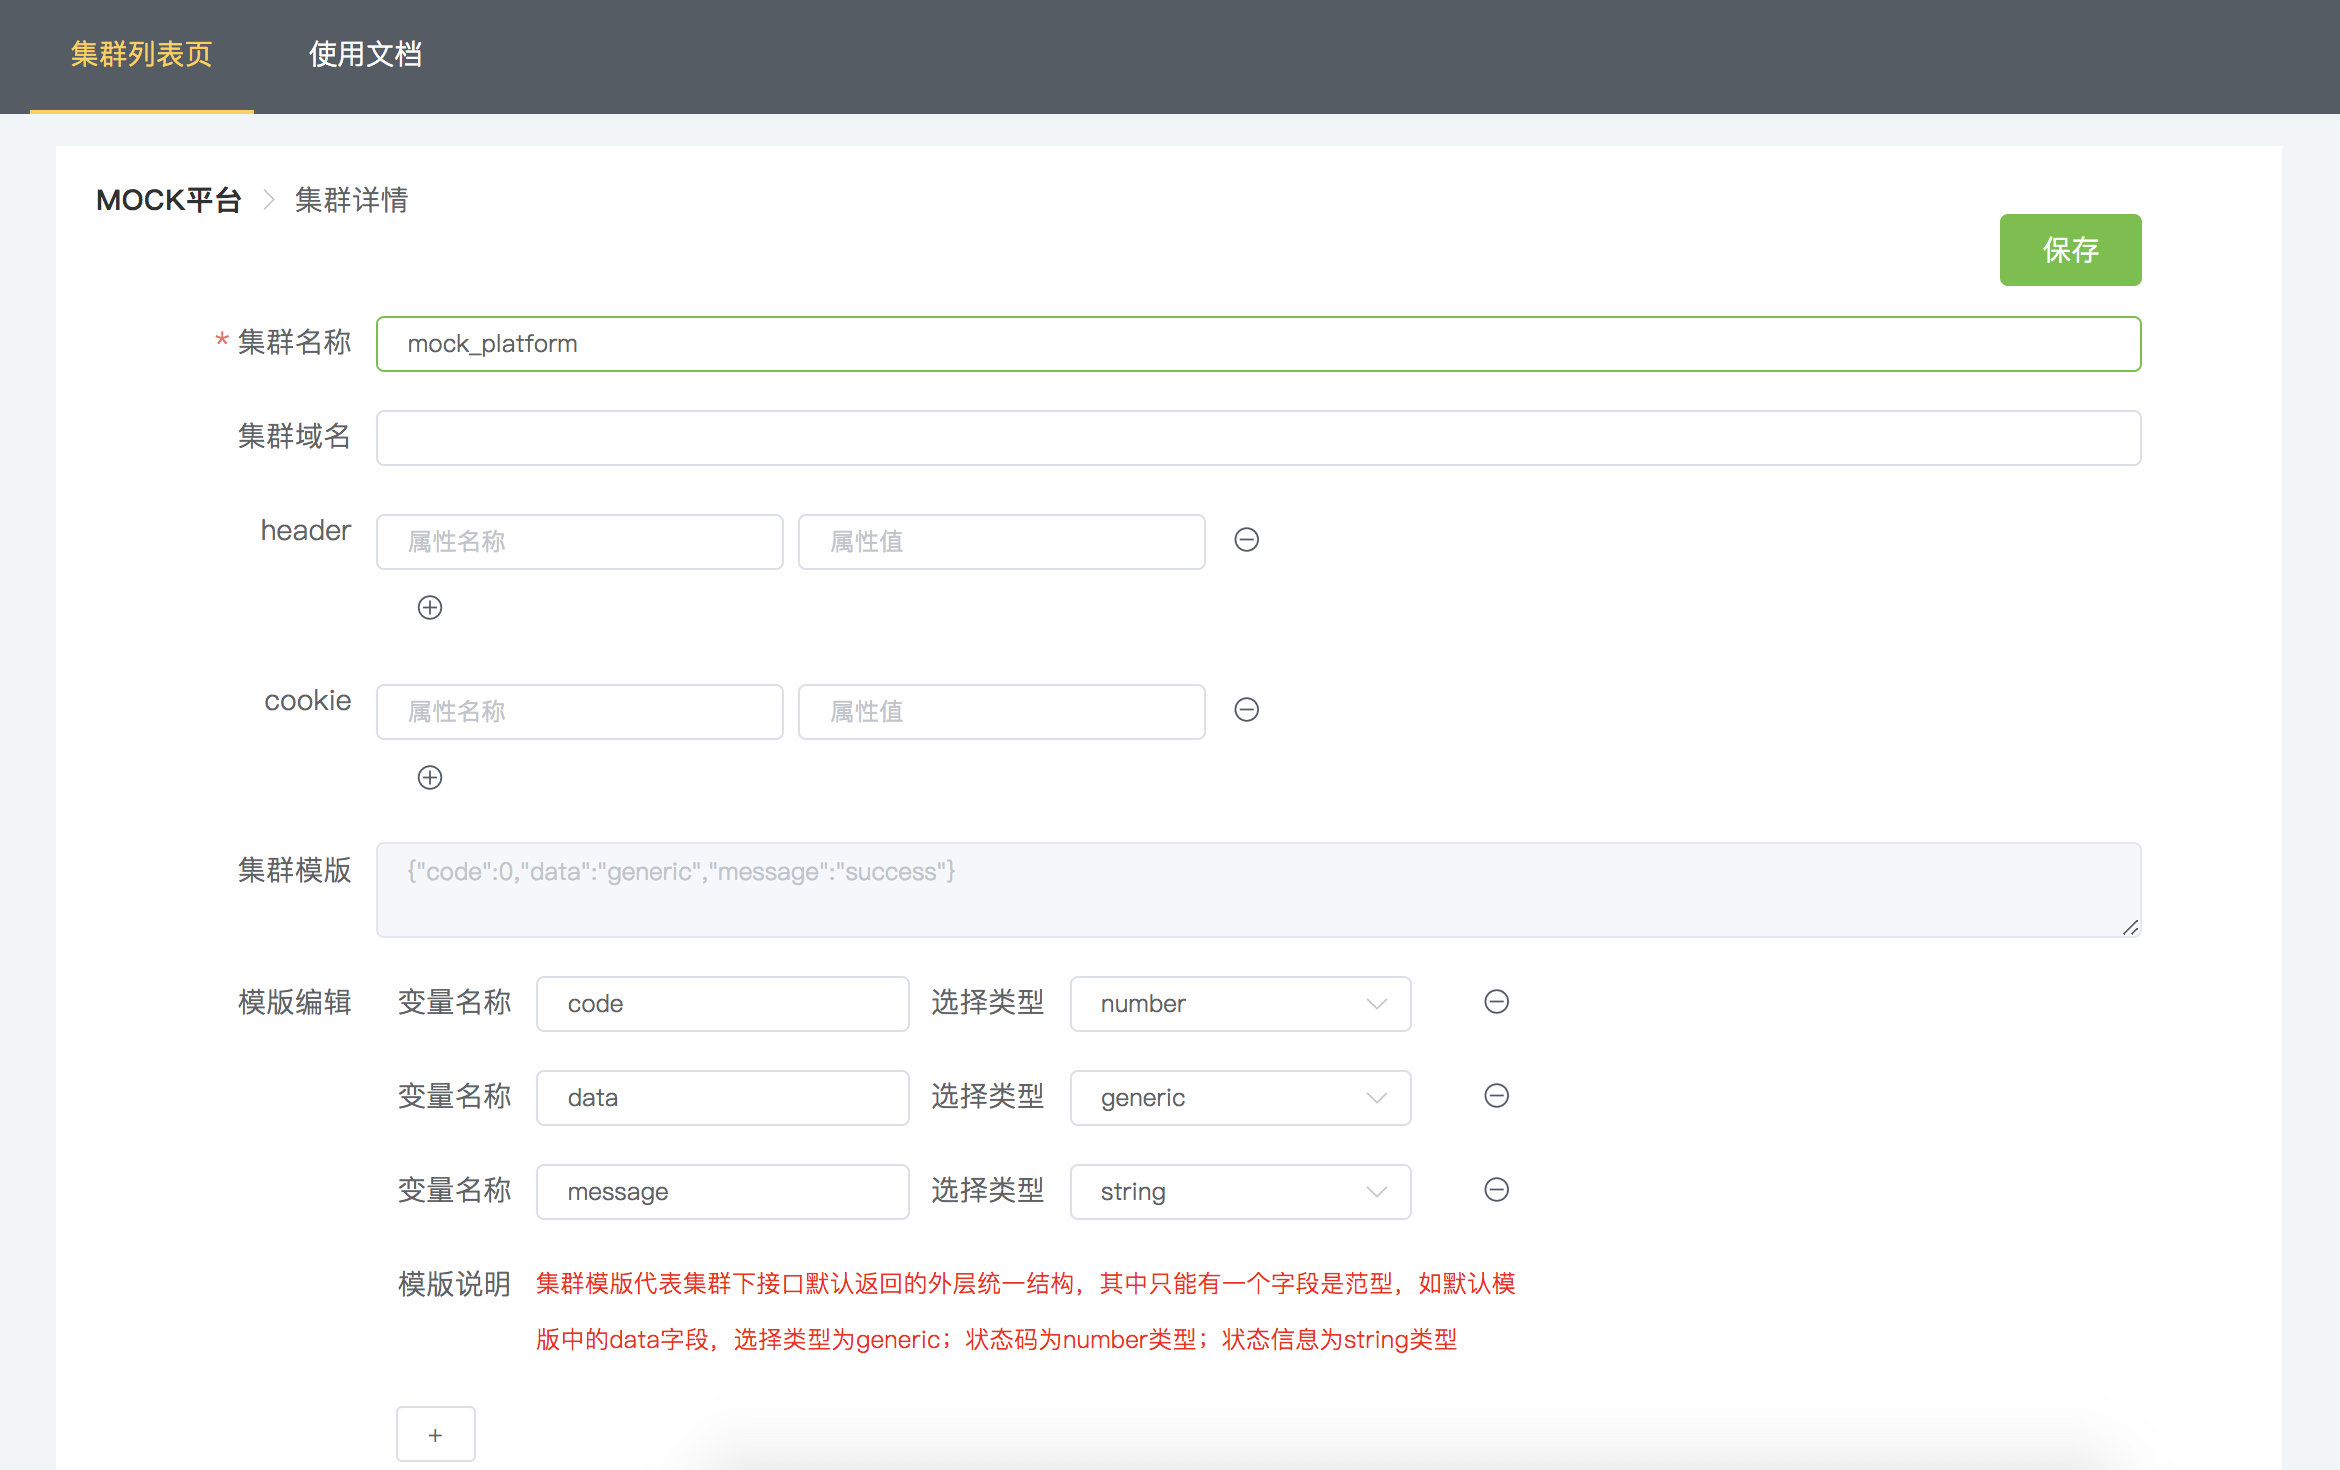 集群列表页 使用文档
MOCK平台 > 集群详情
保存
* 集群名称 mock_platform
集群域名
header 属性名称 属性值
cookie 属性名称 属性值
集群模版 {"code":0,"data":"generic","message":"success"}
模版编辑 变量名称 code 选择类型 number
变量名称 data 选择类型 generic
变量名称 message 选择类型 string
模版说明 集群模版代表集群下接口默认返回的外层统一结构，其中只能有一个字段是范型，如默认模
版中的data字段，选择类型为generic；状态码为number类型；状态信息为string类型
+